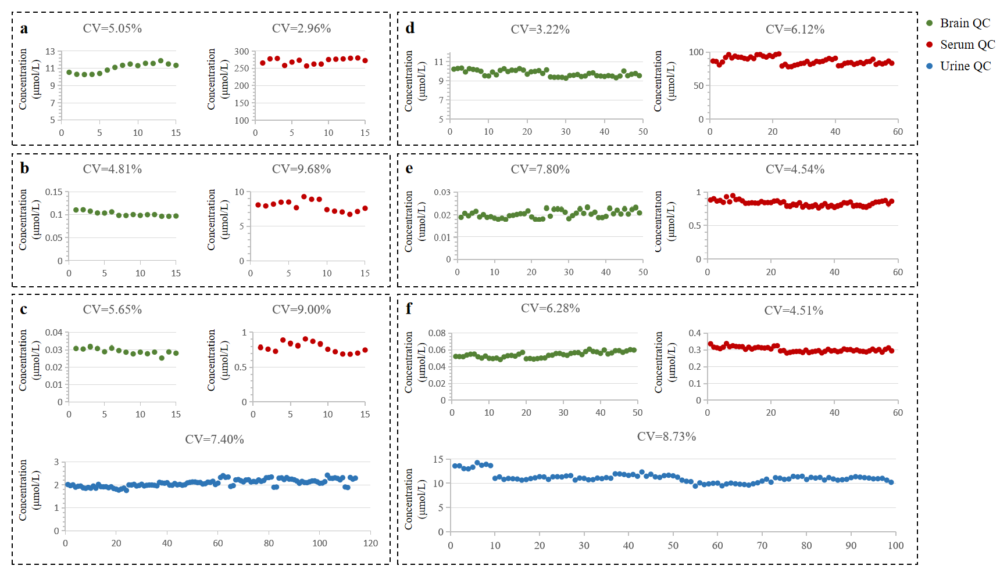 a
CV=5.05%
Concentration
(μmol/L)
13
11
9
7
5
0
5
10
15
CV=2.96%
Concentration
(μmol/L)
300
250
200
150
100
0
5
10
15
b
CV=4.81%
Concentration
(μmol/L)
0.15
0.1
0.05
0
0
5
10
15
CV=9.68%
Concentration
(μmol/L)
10
5
0
0
5
10
15
c
CV=5.65%
Concentration
(μmol/L)
0.04
0.03
0.02
0.01
0
0
5
10
15
CV=9.00%
Concentration
(μmol/L)
1
0.5
0
0
5
10
15
CV=7.40%
Concentration
(μmol/L)
3
2
1
0
0
20
40
60
80
100
120
d
CV=3.22%
Concentration
(μmol/L)
11
9
7
5
0
10
20
30
40
50
CV=6.12%
Concentration
(μmol/L)
100
50
0
0
20
40
60
e
CV=7.80%
Concentration
(umol/L)
0.03
0.02
0.01
0
0
10
20
30
40
50
CV=4.54%
Concentration
(μmol/L)
1
0.5
0
0
20
40
60
f
CV=6.28%
Concentration
(μmol/L)
0.08
0.06
0.04
0.02
0
0
10
20
30
40
50
CV=4.51%
Concentration
(μmol/L)
0.4
0.3
0.2
0.1
0
0
20
40
60
CV=8.73%
Concentration
(μmol/L)
15
10
5
0
0
10
20
30
40
50
60
70
80
90
100
Brain QC
Serum QC
Urine QC